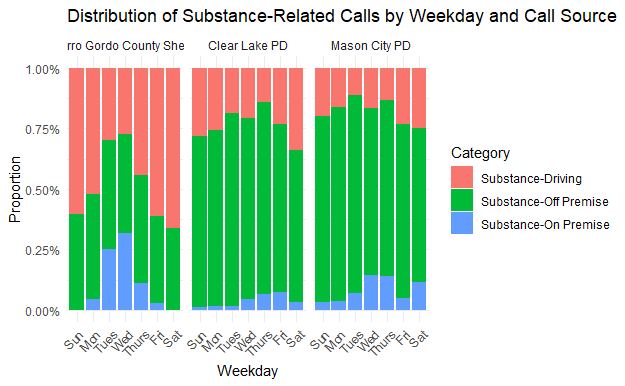 Distribution of Substance-Related Calls by Weekday and Call Source
rro Gordo County She
Clear Lake PD
Mason City PD
1.00%
0.75%
0.50%
0.25%
0.00%
Proportion
Sun Mon Tues Wed Thurs Fri Sat
Sun Mon Tues Wed Thurs Fri Sat
Sun Mon Tues Wed Thurs Fri Sat
Weekday
Category
Substance-Driving
Substance-Off Premise
Substance-On Premise